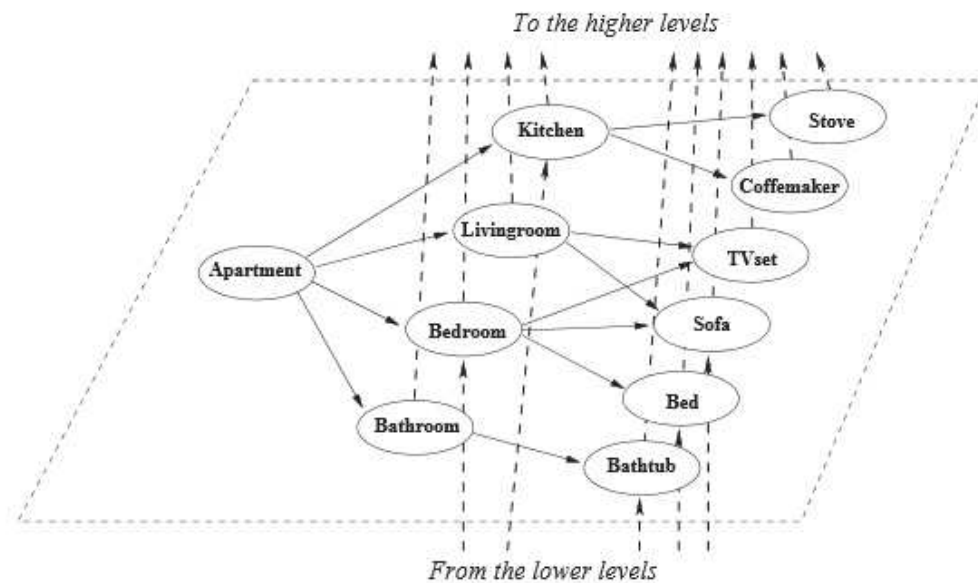 To the higher levels
Kitchen
Stove
Coffemaker
Livingroom
TVset
Apartment
Bedroom
Sofa
Bed
Bathroom
Bathtub
From the lower levels